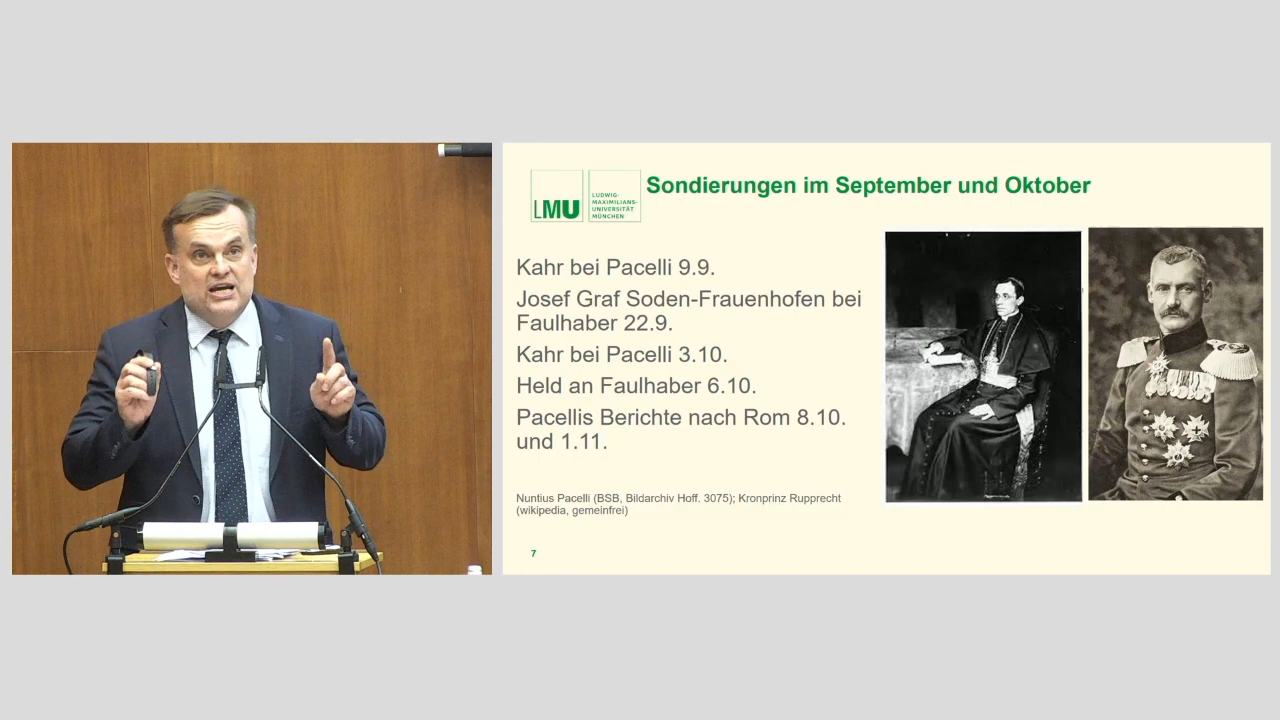 Sondierungen im September und Oktober
LMU
LUDWIG-
MAXIMILIANS-
UNIVERSITÄT
MÜNCHEN
Kahr bei Pacelli 9.9.
Josef Graf Soden-Frauenhofen bei
Faulhaber 22.9.
Kahr bei Pacelli 3.10.
Held an Faulhaber 6.10.
Pacellis Berichte nach Rom 8.10.
und 1.11.
Nuntius Pacelli (BSB, Bildarchiv Hoff. 3075); Kronprinz Rupprecht
(wikipedia, gemeinfrei)
7